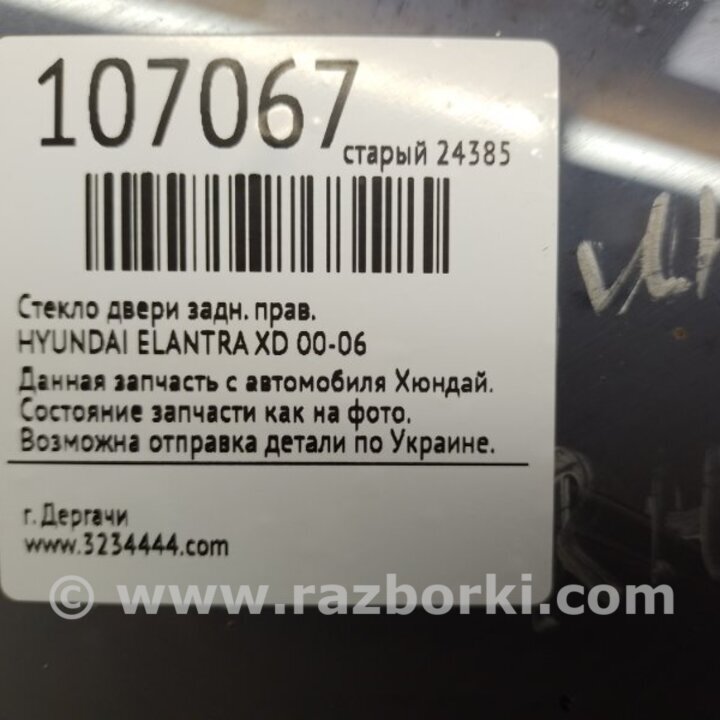 107067
старый 24385
Стекло двери задн. прав.
HYUNDAI ELANTRA XD 00-06
Данная запчасть с автомобиля Хюндай.
Состояние запчасти как на фото.
Возможна отправка детали по Украине.
г. Дергачи
www.3234444.com
© www.razborki.com